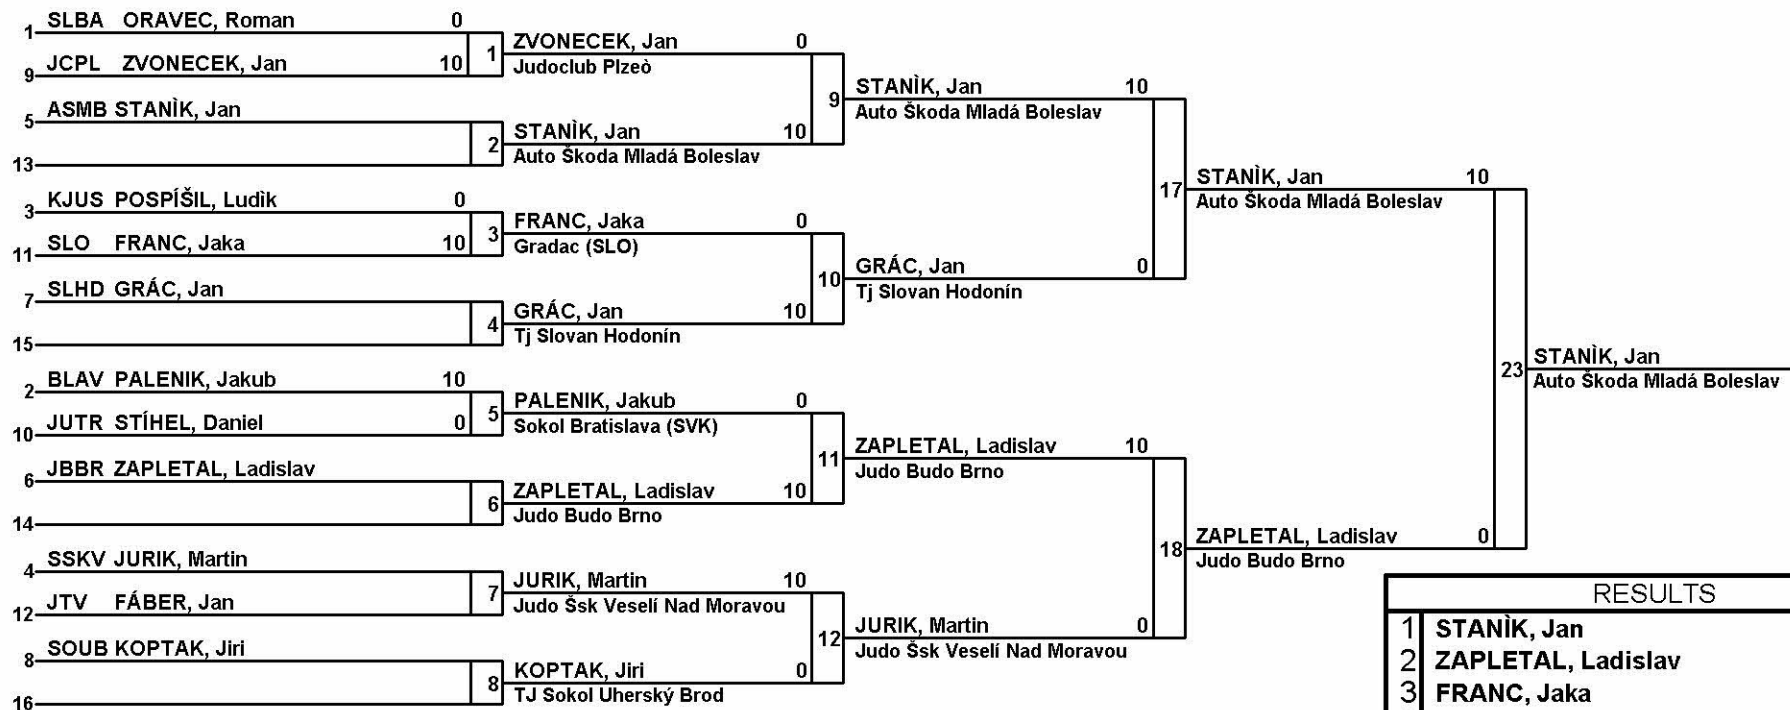 1 SLBA ORAVEC, Roman 0
9 JCPL ZVONECEK, Jan 10
1
ZVONECEK, Jan 0
Judoclub Plzeò
5 ASMB STANÌK, Jan
13
2
STANÌK, Jan 10
Auto Škoda Mladá Boleslav
9
STANÌK, Jan 10
Auto Škoda Mladá Boleslav
3 KJUS POSPÍŠIL, Ludìk 0
11 SLO FRANC, Jaka 10
3
FRANC, Jaka 0
Gradac (SLO)
7 SLHD GRÁC, Jan
15
4
GRÁC, Jan 10
Tj Slovan Hodonín
10
GRÁC, Jan 0
Tj Slovan Hodonín
17
STANÌK, Jan 10
Auto Škoda Mladá Boleslav
2 BLAV PALENIK, Jakub 10
10 JUTR STÍHEL, Daniel 0
5
PALENIK, Jakub 0
Sokol Bratislava (SVK)
6 JBBR ZAPLETAL, Ladislav
14
6
ZAPLETAL, Ladislav 10
Judo Budo Brno
11
ZAPLETAL, Ladislav 10
Judo Budo Brno
4 SSKV JURIK, Martin
12 JTV FÁBER, Jan
7
JURIK, Martin 10
Judo Šsk Veselí Nad Moravou
8 SOUB KOPTAK, Jiri
16
8
KOPTAK, Jiri 0
TJ Sokol Uherský Brod
12
JURIK, Martin 0
Judo Šsk Veselí Nad Moravou
18
ZAPLETAL, Ladislav 0
Judo Budo Brno
23
STANÌK, Jan
Auto Škoda Mladá Boleslav
RESULTS
1 STANÌK, Jan
2 ZAPLETAL, Ladislav
3 FRANC, Jaka